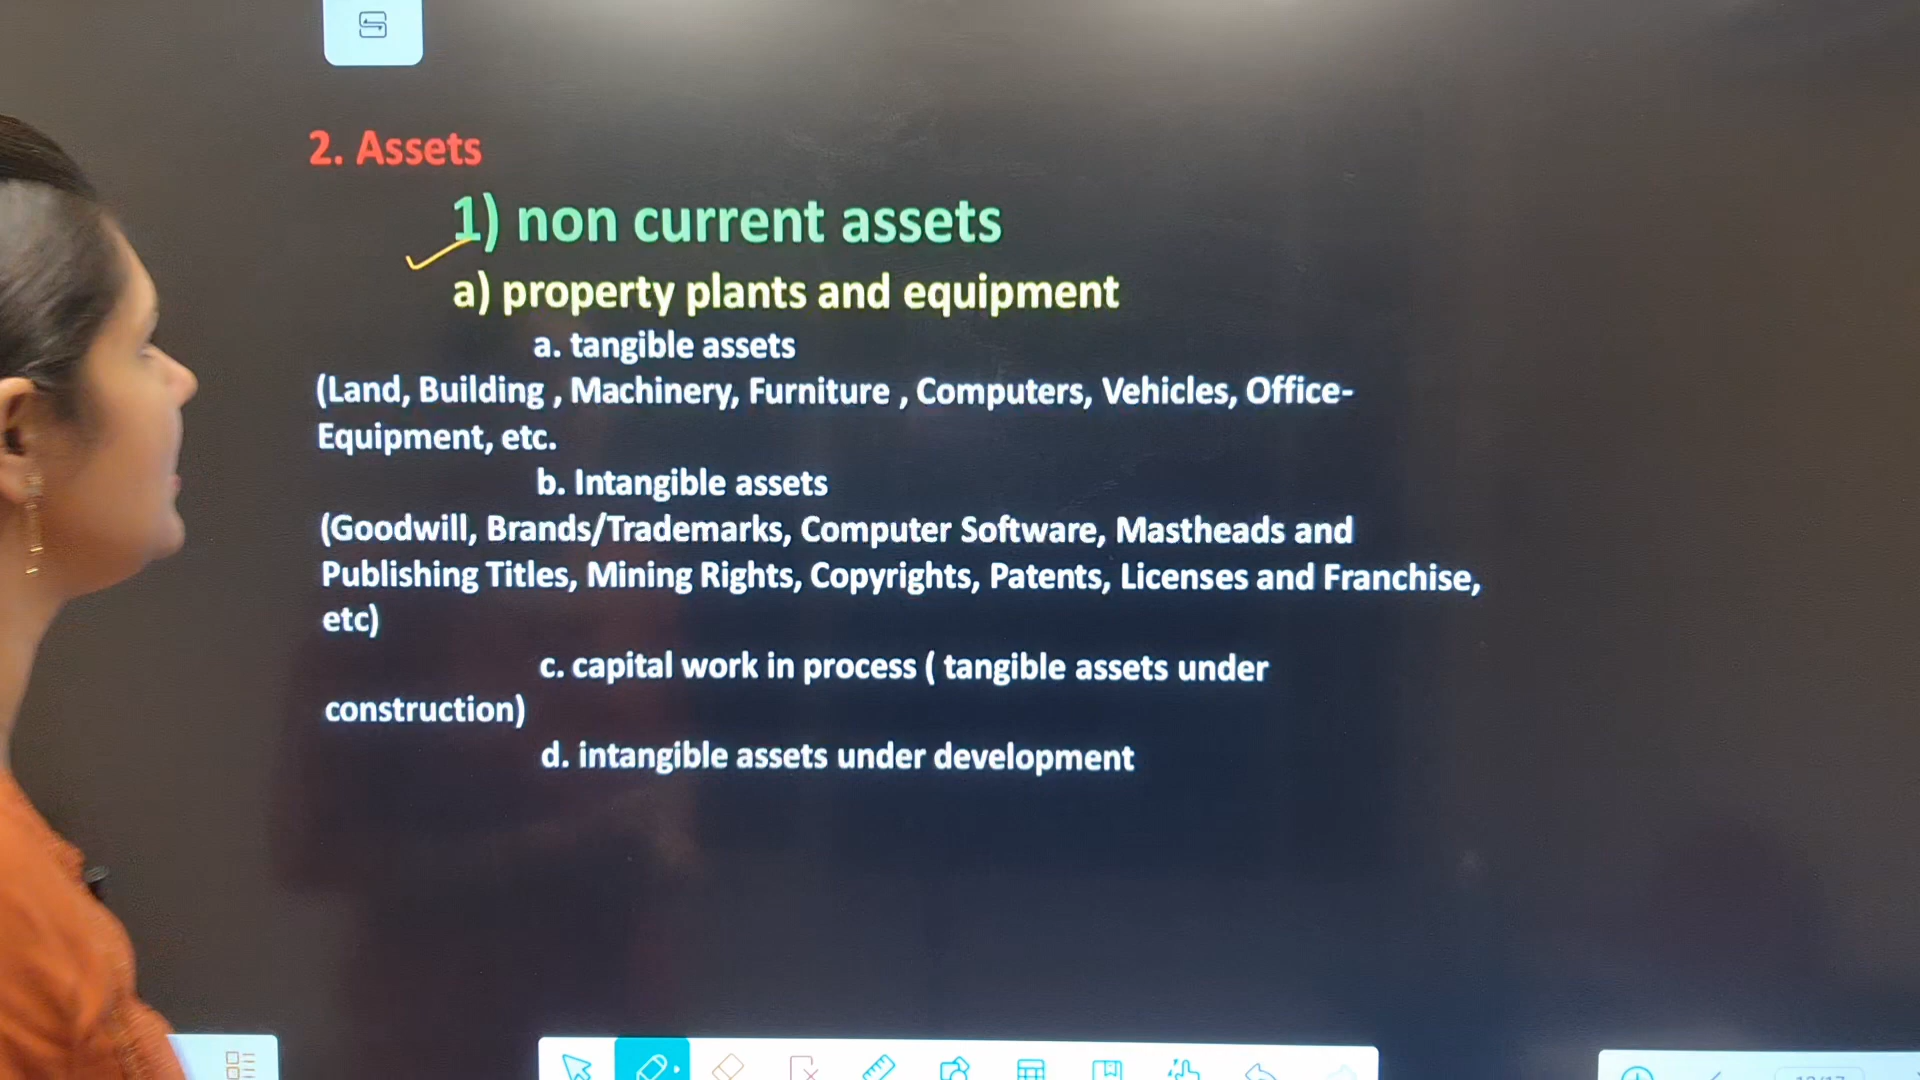 2. Assets
1) non current assets
a) property plants and equipment
a. tangible assets
(Land, Building , Machinery, Furniture , Computers, Vehicles, Office-
Equipment, etc.
b. Intangible assets
(Goodwill, Brands/Trademarks, Computer Software, Mastheads and
Publishing Titles, Mining Rights, Copyrights, Patents, Licenses and Franchise,
etc)
c. capital work in process ( tangible assets under
construction)
d. intangible assets under development